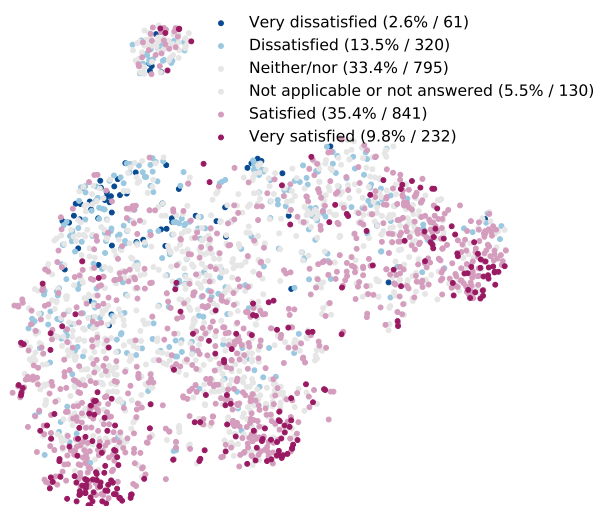 Very dissatisfied (2.6% / 61)
Dissatisfied (13.5% / 320)
Neither/nor (33.4% / 795)
Not applicable or not answered (5.5% / 130)
Satisfied (35.4% / 841)
Very satisfied (9.8% / 232)